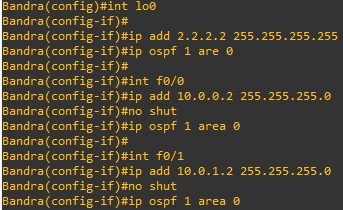 Bandra(config)#int lo0
Bandra(config-if)#
Bandra(config-if)#ip add 2.2.2.2 255.255.255.255
Bandra(config-if)#ip ospf 1 are 0
Bandra(config-if)#
Bandra(config-if)#int f0/0
Bandra(config-if)#ip add 10.0.0.2 255.255.255.0
Bandra(config-if)#no shut
Bandra(config-if)#ip ospf 1 area 0
Bandra(config-if)#
Bandra(config-if)#int f0/1
Bandra(config-if)#ip add 10.0.1.2 255.255.255.0
Bandra(config-if)#no shut
Bandra(config-if)#ip ospf 1 area 0